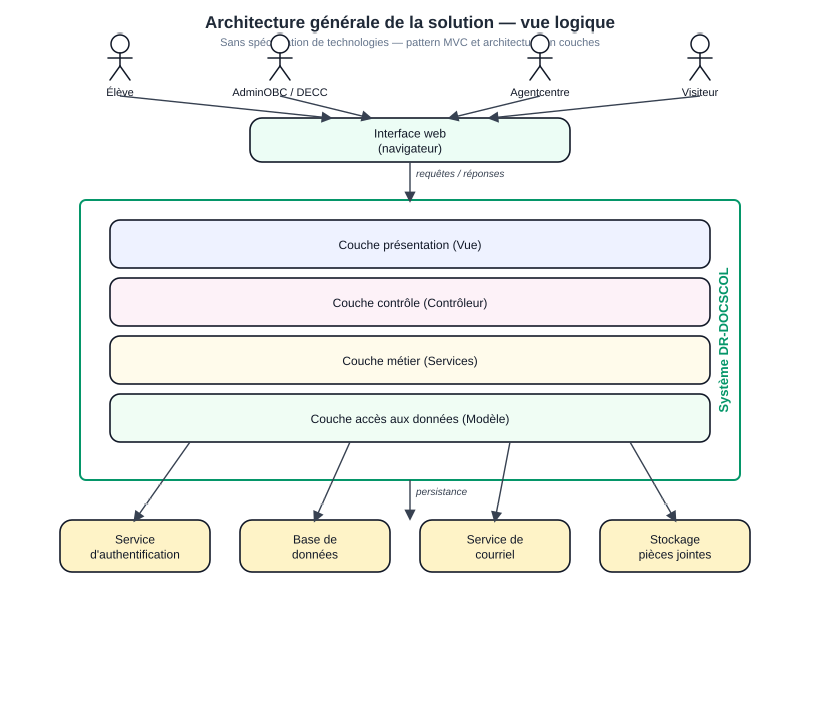 Architecture générale de la solution — vue logique
Sans spéc ation de technologies — pattern MVC et architectu n couches
Élève
AdminOBC / DECC
Agentcentre
Visiteur
Interface web
(navigateur)
requêtes / réponses
Couche présentation (Vue)
Couche contrôle (Contrôleur)
Couche métier (Services)
Couche accès aux données (Modèle)
Système DR-DOCSCOL
persistance
Service
d'authentification
Base de
données
Service de
courriel
Stockage
pièces jointes